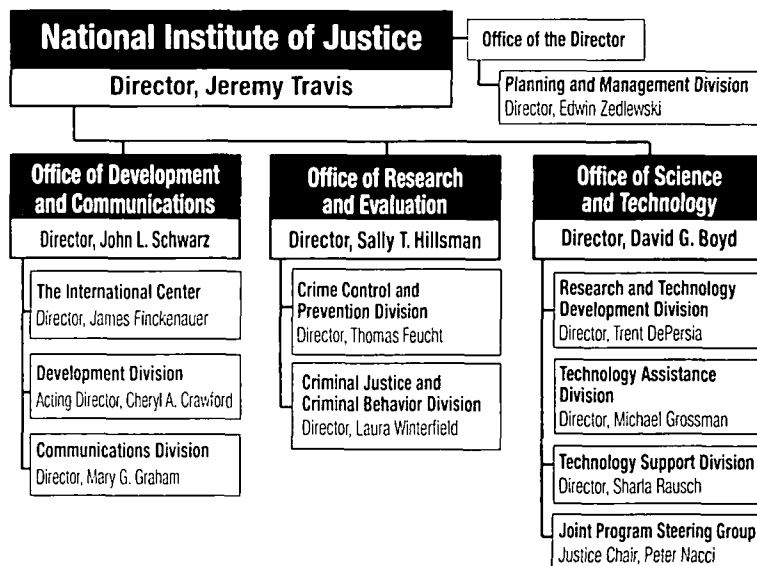 National Institute of Justice
Director, Jeremy Travis
Office of the Director
Planning and Management Division
Director, Edwin Zedlewski
Office of Development
and Communications
Director, John L. Schwarz
The International Center
Director, James Finckenauer
Development Division
Acting Director, Cheryl A. Crawford
Communications Division
Director, Mary G. Graham
Office of Research
and Evaluation
Director, Sally T. Hillsman
Crime Control and
Prevention Division
Director, Thomas Feucht
Criminal Justice and
Criminal Behavior Division
Director, Laura Winterfield
Office of Science
and Technology
Director, David G. Boyd
Research and Technology
Development Division
Director, Trent DePersia
Technology Assistance
Division
Director, Michael Grossman
Technology Support Division
Director, Sharla Rausch
Joint Program Steering Group
Justice Chair, Peter Nacci